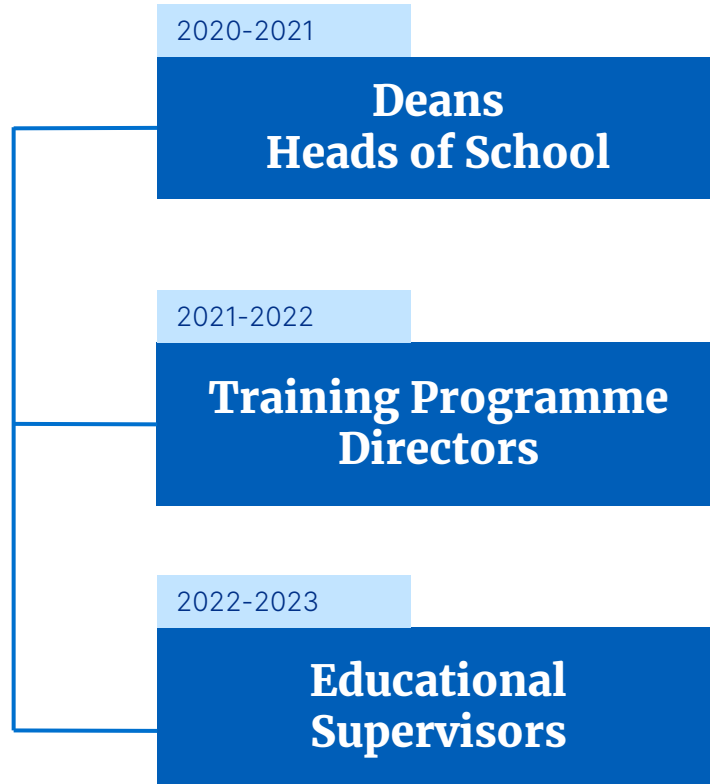 2020-2021
Deans
Heads of School
2021-2022
Training Programme
Directors
2022-2023
Educational
Supervisors